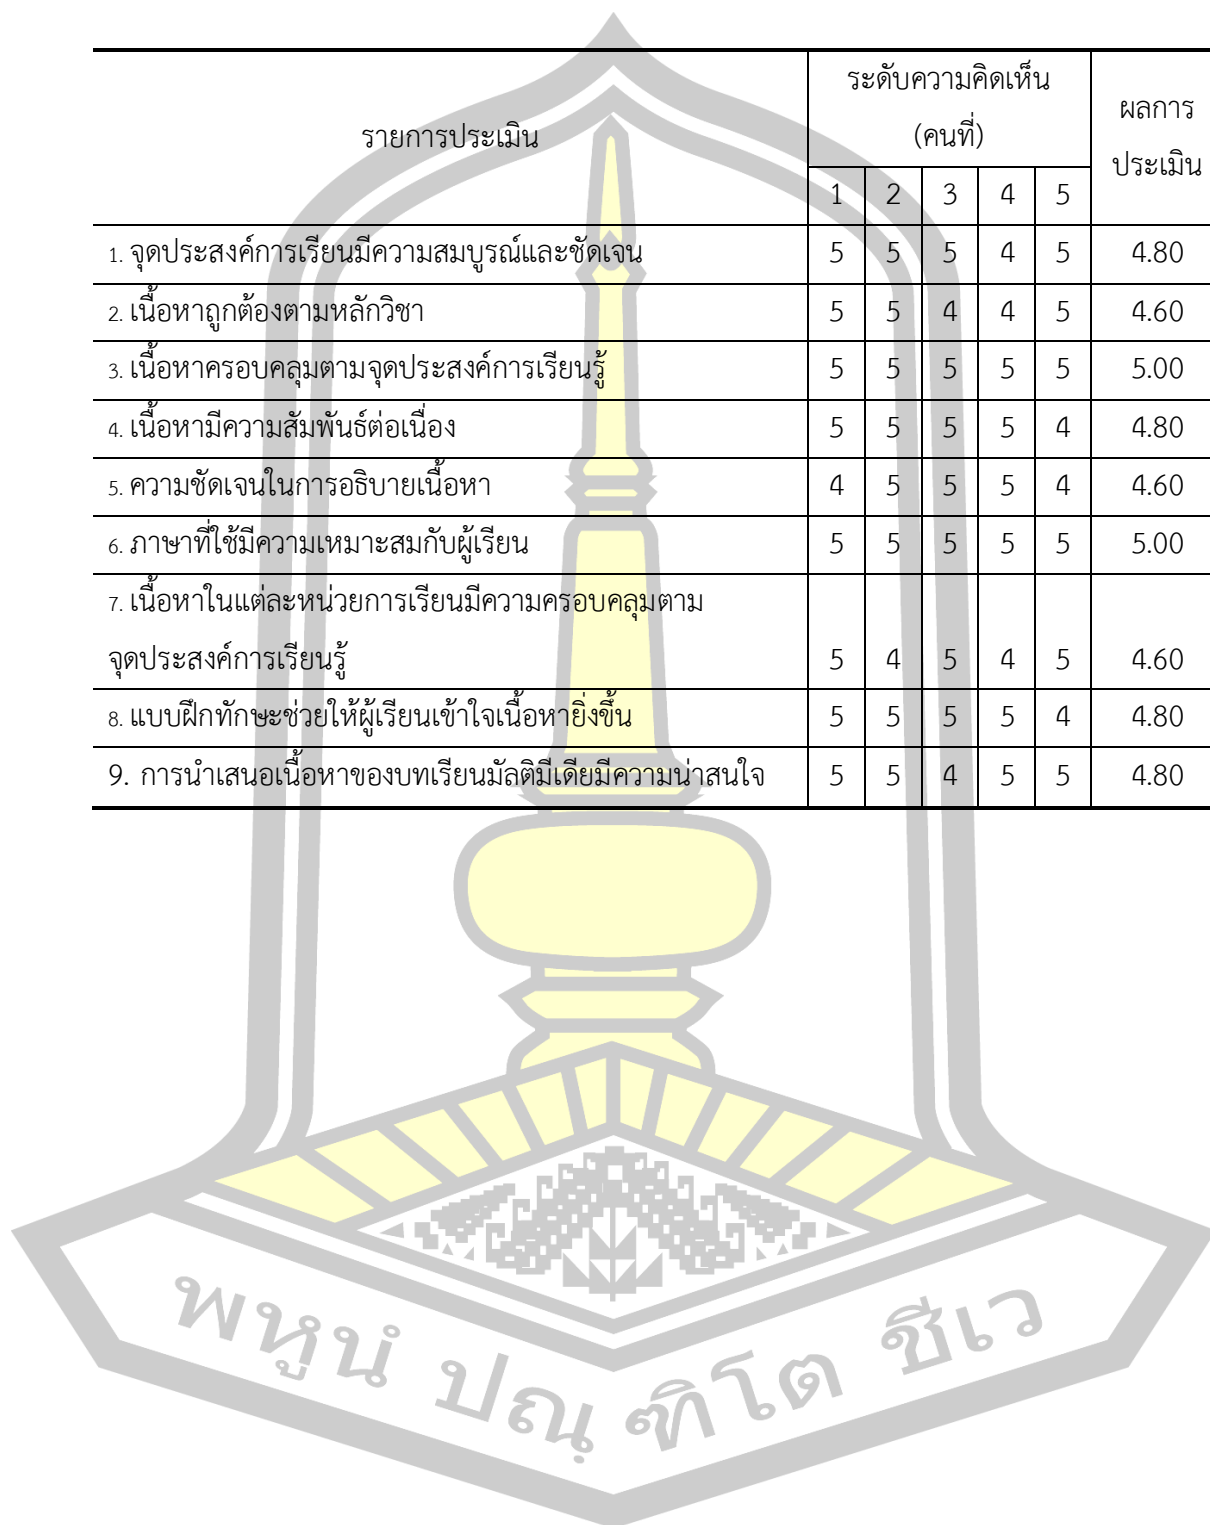 รายการประเมิน ระดับความคิดเห็น (คนที่) ผลการประเมิน
1 2 3 4 5
1. จุดประสงค์การเรียนมีความสมบูรณ์และชัดเจน 5 5 5 4 5 4.80
2. เนื้อหาถูกต้องตามหลักวิชา 5 5 4 4 5 4.60
3. เนื้อหาครอบคลุมตามจุดประสงค์การเรียนรู้ 5 5 5 5 5 5.00
4. เนื้อหามีความสัมพันธ์ต่อเนื่อง 5 5 5 5 4 4.80
5. ความชัดเจนในการอธิบายเนื้อหา 4 5 5 5 4 4.60
6. ภาษาที่ใช้มีความเหมาะสมกับผู้เรียน 5 5 5 5 5 5.00
7. เนื้อหาในแต่ละหน่วยการเรียนมีความครอบคลุมตาม
จุดประสงค์การเรียนรู้ 5 4 5 4 5 4.60
8. แบบฝึกทักษะช่วยให้ผู้เรียนเข้าใจเนื้อหายิ่งขึ้น 5 5 5 5 4 4.80
9. การนำเสนอเนื้อหาของบทเรียนมัลติมีเดียมีความน่าสนใจ 5 5 4 5 5 4.80
พหูนํ ปณฺฑิโต ชีเว